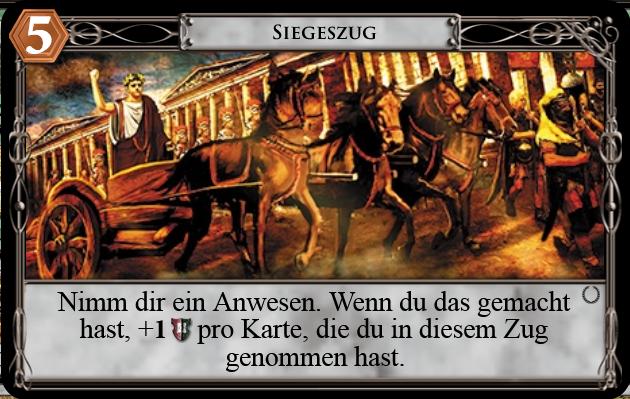 5
SIEGESZUG
Nimm dir ein Anwesen. Wenn du das gemacht
hast, +1 pro Karte, die du in diesem Zug
genommen hast.